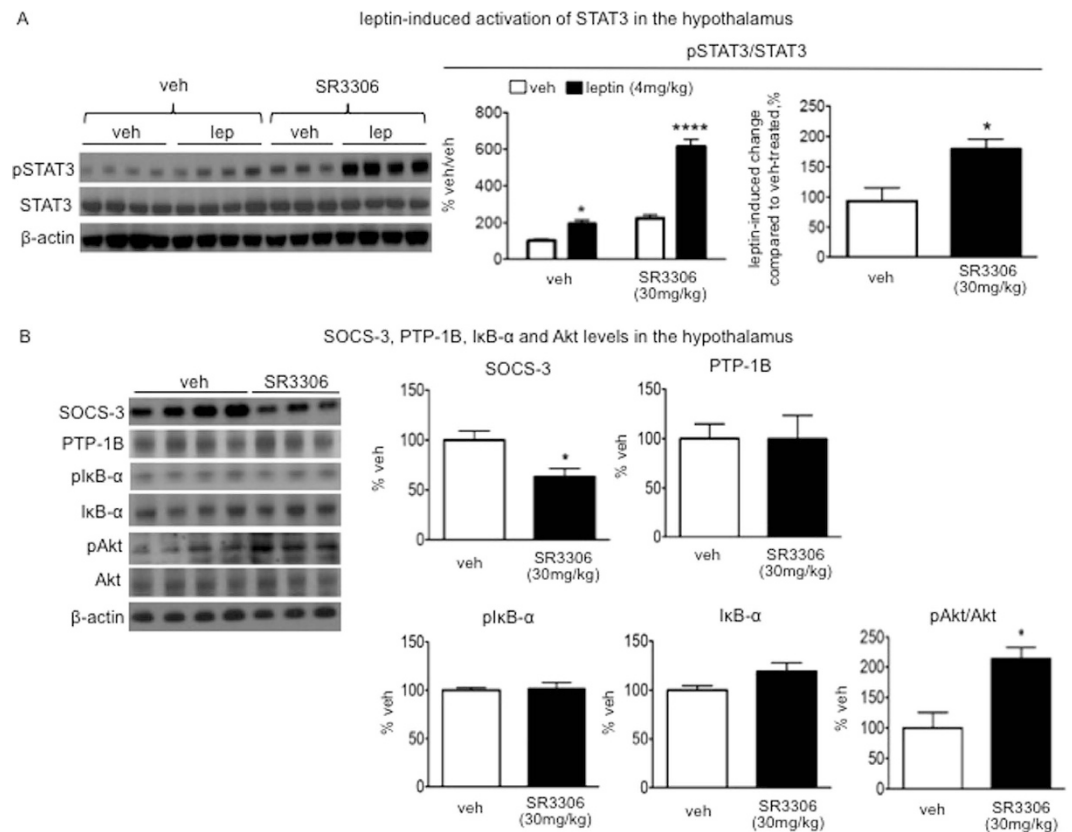 A
leptin-induced activation of STAT3 in the hypothalamus
pSTAT3/STAT3
veh SR3306
veh lep veh lep
pSTAT3
STAT3
β-actin
veh leptin (4mg/kg)
% veh/veh
800
600
400
200
0
*
****
veh
SR3306
(30mg/kg)
leptin-induced change
compared to veh-treated,%
250
200
150
100
50
0
*
veh
SR3306
(30mg/kg)
B
SOCS-3, PTP-1B, IκB-α and Akt levels in the hypothalamus
veh SR3306
SOCS-3
PTP-1B
pIκB-α
IκB-α
pAkt
Akt
β-actin
SOCS-3
% veh
150
100
50
0
*
veh
SR3306
(30mg/kg)
PTP-1B
% veh
150
100
50
0
veh
SR3306
(30mg/kg)
pIκB-α
% veh
150
100
50
0
veh
SR3306
(30mg/kg)
IκB-α
% veh
150
100
50
0
veh
SR3306
(30mg/kg)
pAkt/Akt
% veh
250
200
150
100
50
0
*
veh
SR3306
(30mg/kg)